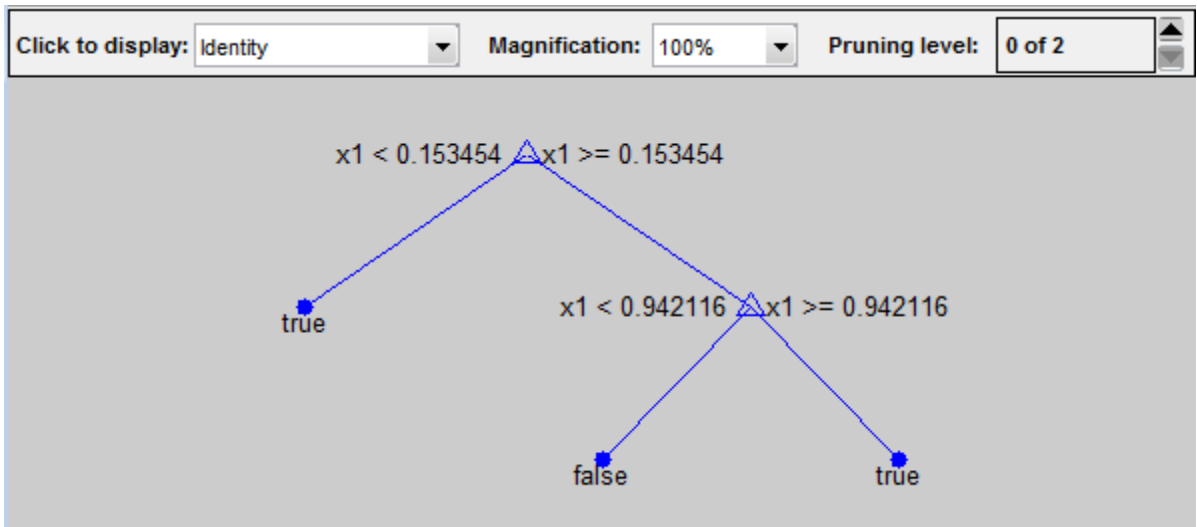 Click to display: Identity Magnification: 100% Pruning level: 0 of 2
x1 < 0.153454 x1 >= 0.153454
true
x1 < 0.942116 x1 >= 0.942116
false true